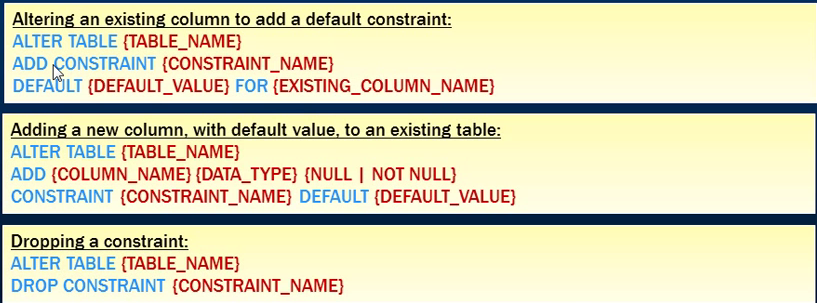 Altering an existing column to add a default constraint:
ALTER TABLE {TABLE_NAME}
ADD CONSTRAINT {CONSTRAINT_NAME}
DEFAULT {DEFAULT_VALUE} FOR {EXISTING_COLUMN_NAME}
Adding a new column, with default value, to an existing table:
ALTER TABLE {TABLE_NAME}
ADD {COLUMN_NAME} {DATA_TYPE} {NULL | NOT NULL}
CONSTRAINT {CONSTRAINT_NAME} DEFAULT {DEFAULT_VALUE}
Dropping a constraint:
ALTER TABLE {TABLE_NAME}
DROP CONSTRAINT {CONSTRAINT_NAME}